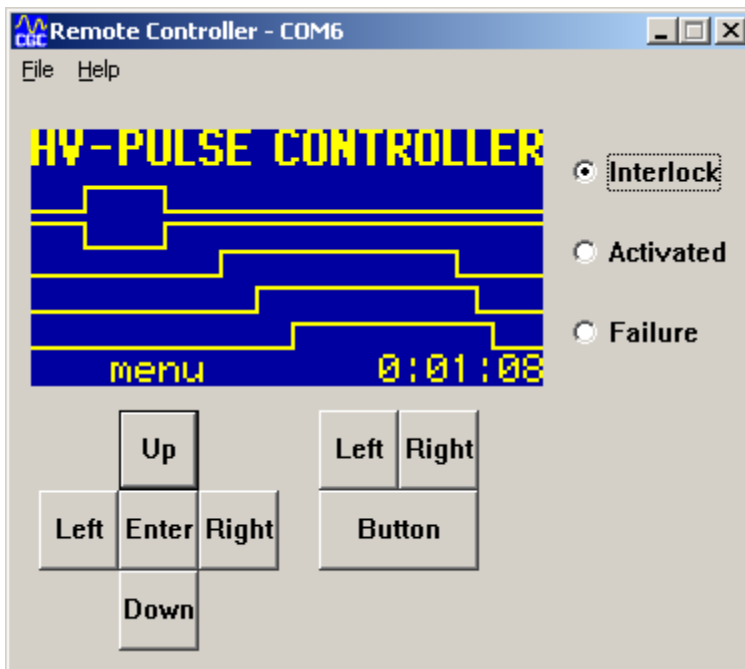 CGC Remote Controller - COM6
File Help
HV-PULSE CONTROLLER
Interlock
Activated
Failure
menu 0:01:08
Up
Left Right
Left Enter Right
Button
Down